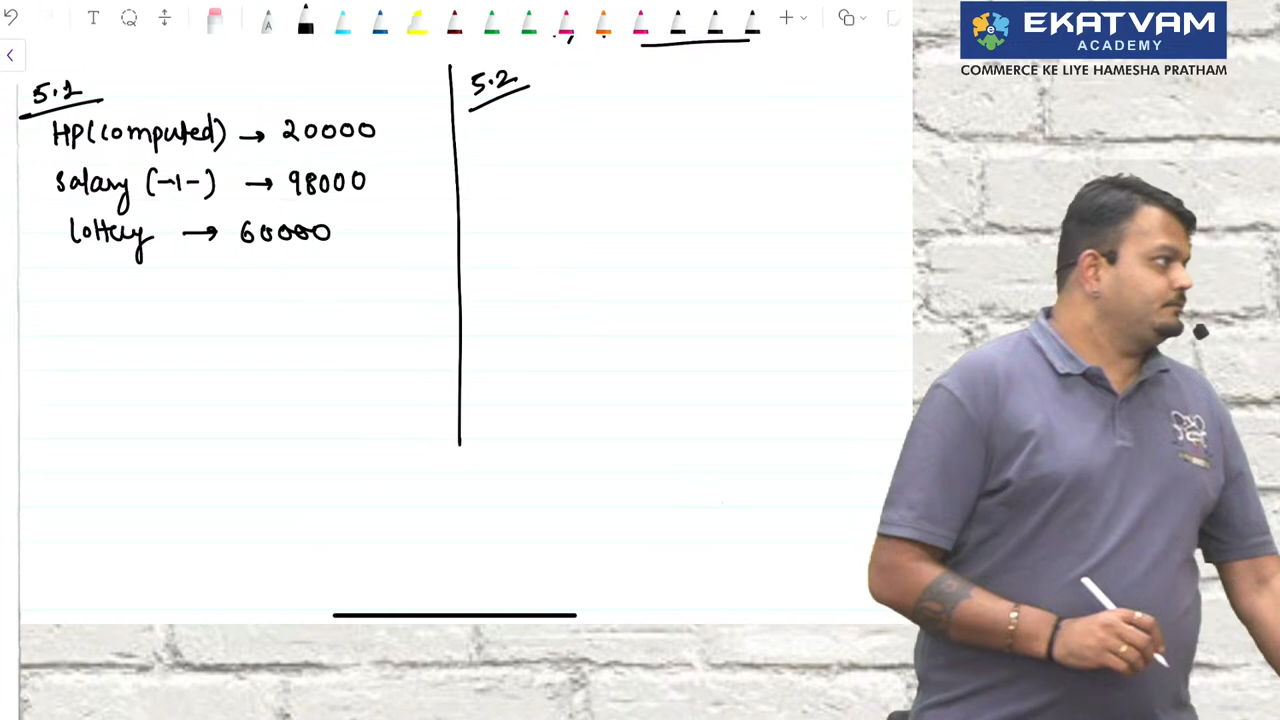 EKATVAM
ACADEMY
COMMERCE KE LIYE HAMESHA PRATHAM
5.1
HP(computed) → 20000
Salary (-1-) → 98000
lottery → 60000
5.2